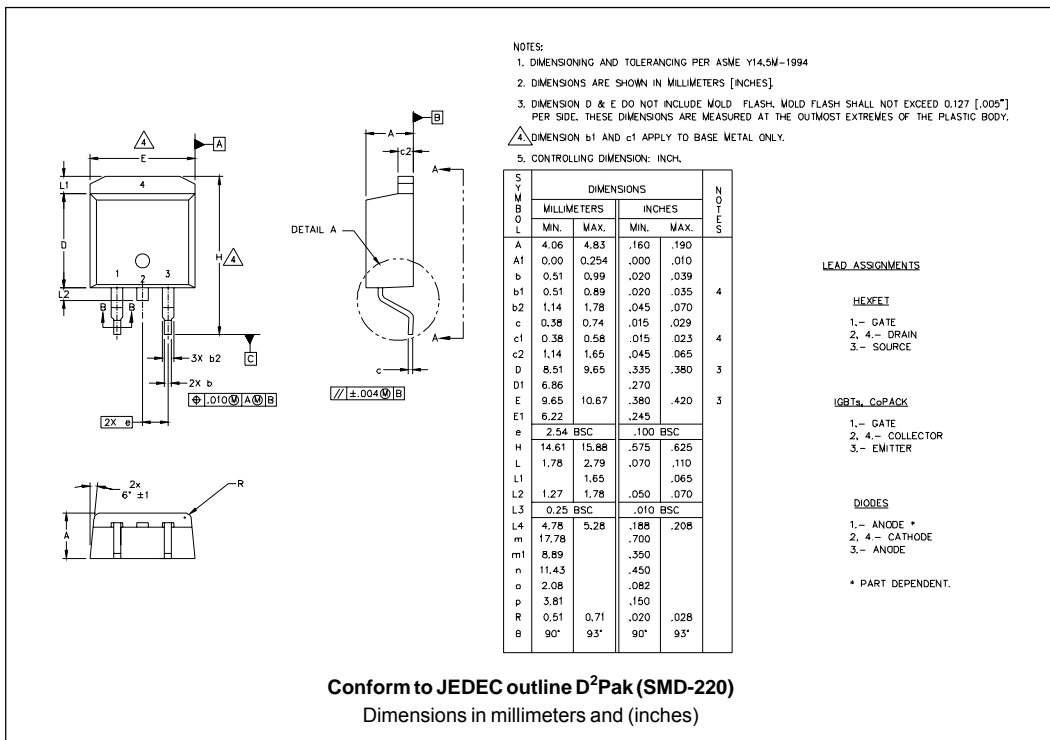 NOTES:
1. DIMENSIONING AND TOLERANCING PER ASME Y14.5M-1994
2. DIMENSIONS ARE SHOWN IN MILLIMETERS [INCHES].
3. DIMENSION D & E DO NOT INCLUDE MOLD FLASH. MOLD FLASH SHALL NOT EXCEED 0.127 [.005"]
PER SIDE. THESE DIMENSIONS ARE MEASURED AT THE OUTMOST EXTREMES OF THE PLASTIC BODY.
4. DIMENSION b1 AND c1 APPLY TO BASE METAL ONLY.
5. CONTROLLING DIMENSION: INCH.
4
E
A
L1
4
D
H 4
1 2 3
L2
B B
C
3X b2
2X b
⌖ .010Ⓜ A Ⓜ B
2X e
A
B
c2
A
DETAIL A
A
c
// ±.004Ⓜ B
2x
6° ±1
R
A
SYMBOL DIMENSIONS NOTES
MILLIMETERS INCHES
MIN. MAX. MIN. MAX.
A 4.06 4.83 .160 .190
A1 0.00 0.254 .000 .010
b 0.51 0.99 .020 .039
b1 0.51 0.89 .020 .035 4
b2 1.14 1.78 .045 .070
c 0.38 0.74 .015 .029
c1 0.38 0.58 .015 .023 4
c2 1.14 1.65 .045 .065
D 8.51 9.65 .335 .380 3
D1 6.86 .270
E 9.65 10.67 .380 .420 3
E1 6.22 .245
e 2.54 BSC .100 BSC
H 14.61 15.88 .575 .625
L 1.78 2.79 .070 .110
L1 1.65 .065
L2 1.27 1.78 .050 .070
L3 0.25 BSC .010 BSC
L4 4.78 5.28 .188 .208
m 17.78 .700
m1 8.89 .350
n 11.43 .450
o 2.08 .082
p 3.81 .150
R 0.51 0.71 .020 .028
θ 90° 93° 90° 93°
LEAD ASSIGNMENTS
HEXFET
1.- GATE
2, 4.- DRAIN
3.- SOURCE
IGBTs, CoPACK
1.- GATE
2, 4.- COLLECTOR
3.- EMITTER
DIODES
1.- ANODE *
2, 4.- CATHODE
3.- ANODE
* PART DEPENDENT.
Conform to JEDEC outline D²Pak (SMD-220)
Dimensions in millimeters and (inches)